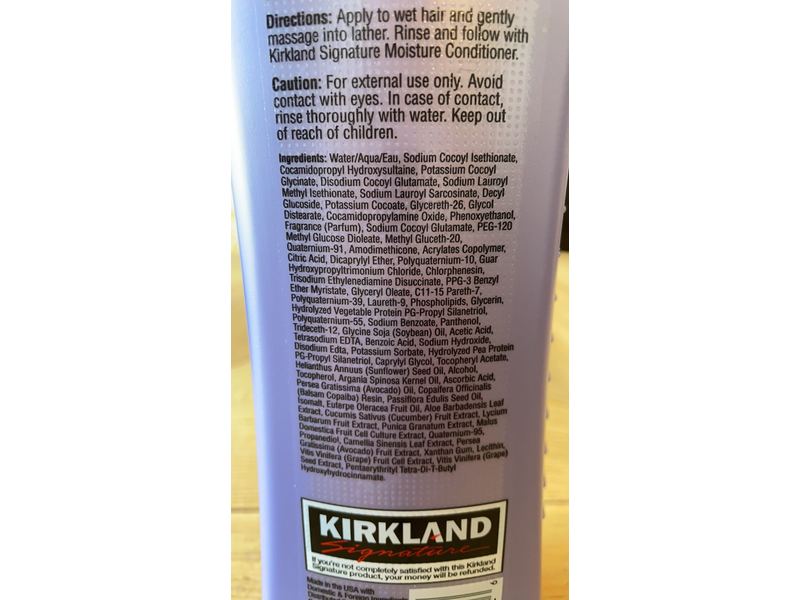 Directions: Apply to wet hair and gently
massage into lather. Rinse and follow with
Kirkland Signature Moisture Conditioner.
Caution: For external use only. Avoid
contact with eyes. In case of contact,
rinse thoroughly with water. Keep out
of reach of children.
Ingredients: Water/Aqua/Eau, Sodium Cocoyl Isethionate,
Cocamidopropyl Hydroxysultaine, Potassium Cocoyl
Glycinate, Disodium Cocoyl Glutamate, Sodium Lauroyl
Methyl Isethionate, Sodium Lauroyl Sarcosinate, Decyl
Glucoside, Potassium Cocoate, Glycereth-26, Glycol
Distearate, Cocamidopropylamine Oxide, Phenoxyethanol,
Fragrance (Parfum), Sodium Cocoyl Glutamate, PEG-120
Methyl Glucose Dioleate, Methyl Gluceth-20,
Quaternium-91, Amodimethicone, Acrylates Copolymer,
Citric Acid, Dicaprylyl Ether, Polyquaternium-10, Guar
Hydroxypropyltrimonium Chloride, Chlorphenesin,
Trisodium Ethylenediamine Disuccinate, PPG-3 Benzyl
Ether Myristate, Glyceryl Oleate, C11-15 Pareth-7,
Polyquaternium-39, Laureth-9, Phospholipids, Glycerin,
Hydrolyzed Vegetable Protein PG-Propyl Silanetriol,
Polyquaternium-55, Sodium Benzoate, Panthenol,
Trideceth-12, Glycine Soja (Soybean) Oil, Acetic Acid,
Tetrasodium EDTA, Benzoic Acid, Sodium Hydroxide,
Disodium Edta, Potassium Sorbate, Hydrolyzed Pea Protein
PG-Propyl Silanetriol, Caprylyl Glycol, Tocopheryl Acetate,
Helianthus Annuus (Sunflower) Seed Oil, Alcohol,
Tocopherol, Argania Spinosa Kernel Oil, Ascorbic Acid,
Persea Gratissima (Avocado) Oil, Copaifera Officinalis
(Balsam Copaiba) Resin, Passiflora Edulis Seed Oil,
Isomalt, Euterpe Oleracea Fruit Oil, Aloe Barbadensis Leaf
Extract, Cucumis Sativus (Cucumber) Fruit Extract, Lycium
Barbarum Fruit Extract, Punica Granatum Extract, Malus
Domestica Fruit Cell Culture Extract, Quaternium-95,
Propanediol, Camellia Sinensis Leaf Extract, Persea
Gratissima (Avocado) Fruit Extract, Xanthan Gum, Lecithin,
Vitis Vinifera (Grape) Fruit Cell Extract, Vitis Vinifera (Grape)
Seed Extract, Pentaerythrityl Tetra-Di-T-Butyl
Hydroxyhydrocinnamate.
KIRKLAND
Signature
If you're not completely satisfied with this Kirkland
Signature product, your money will be refunded.
Made in the USA with
Domestic & Foreign Ingredients